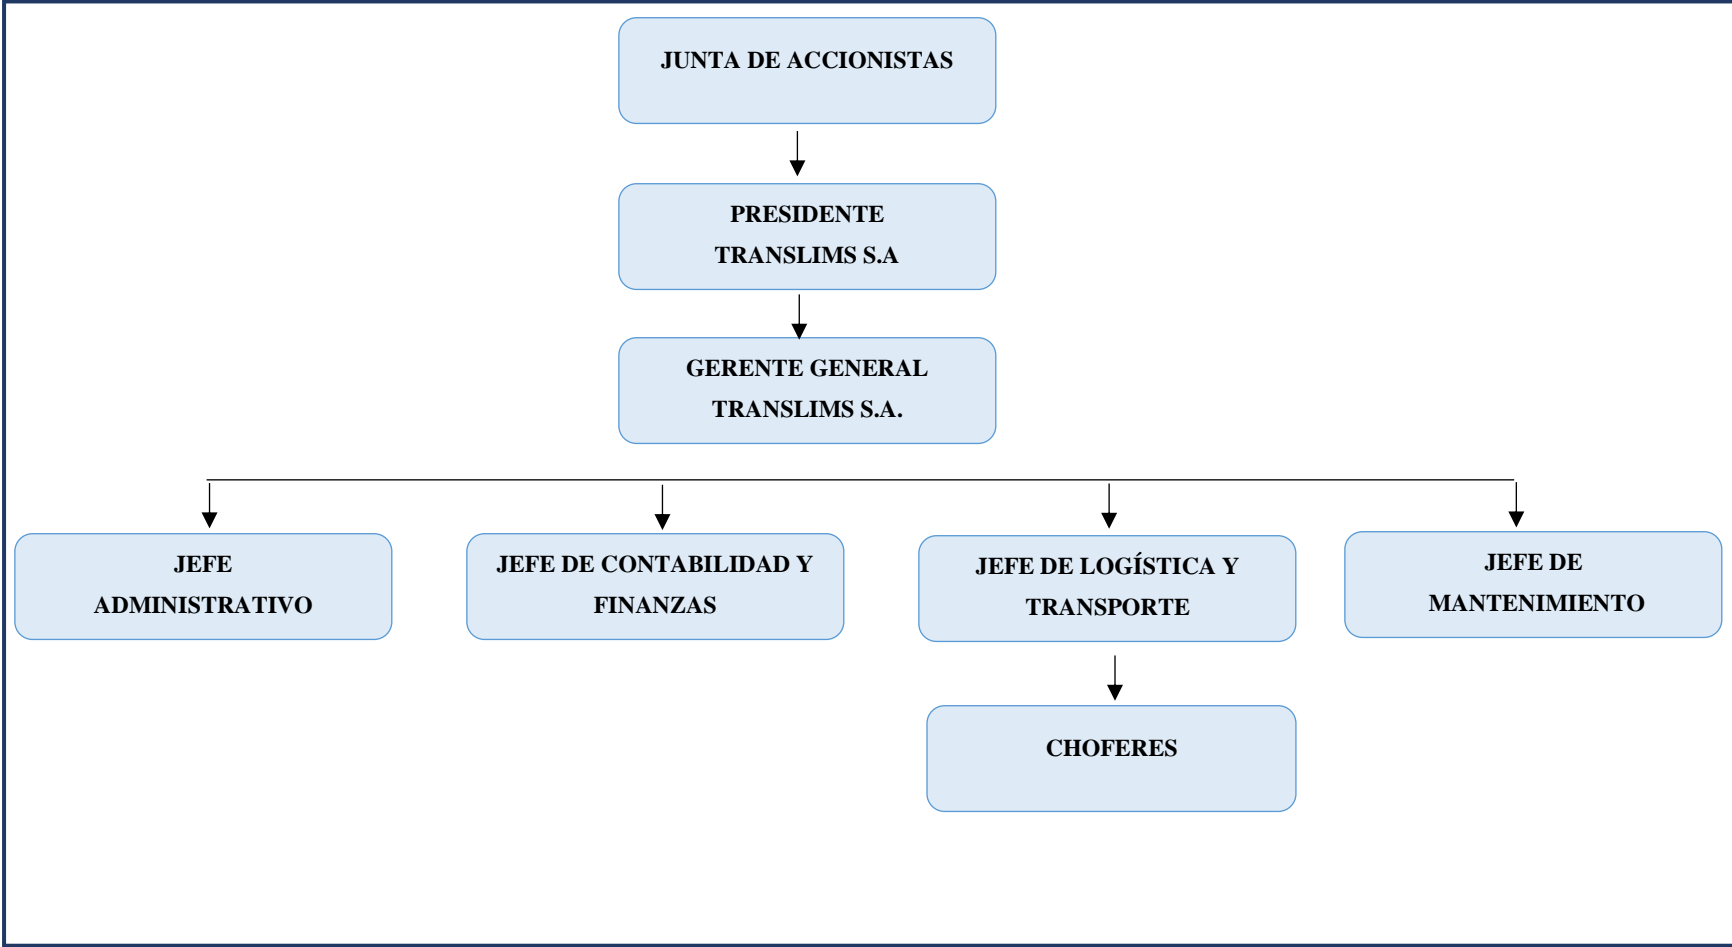 JUNTA DE ACCIONISTAS
PRESIDENTE
TRANSLIMS S.A
GERENTE GENERAL
TRANSLIMS S.A.
JEFE
ADMINISTRATIVO
JEFE DE CONTABILIDAD Y
FINANZAS
JEFE DE LOGÍSTICA Y
TRANSPORTE
JEFE DE
MANTENIMIENTO
CHOFERES